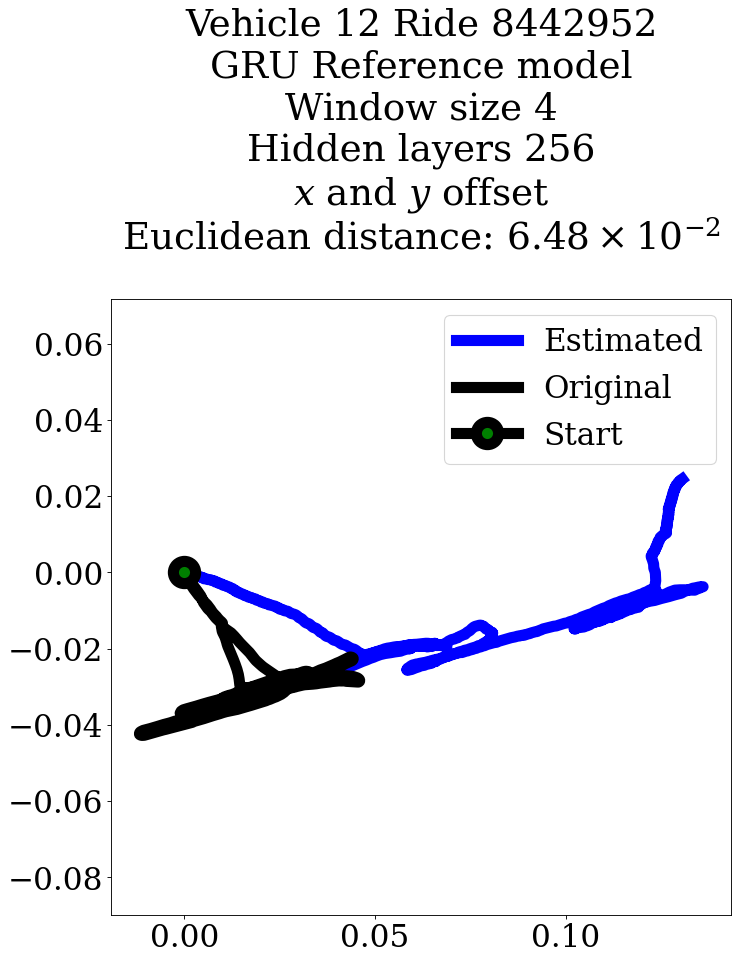 Vehicle 12 Ride 8442952
GRU Reference model
Window size 4
Hidden layers 256
x and y offset
Euclidean distance: 6.48 × 10⁻²
Estimated
Original
Start
0.06
0.04
0.02
0.00
−0.02
−0.04
−0.06
−0.08
0.00 0.05 0.10